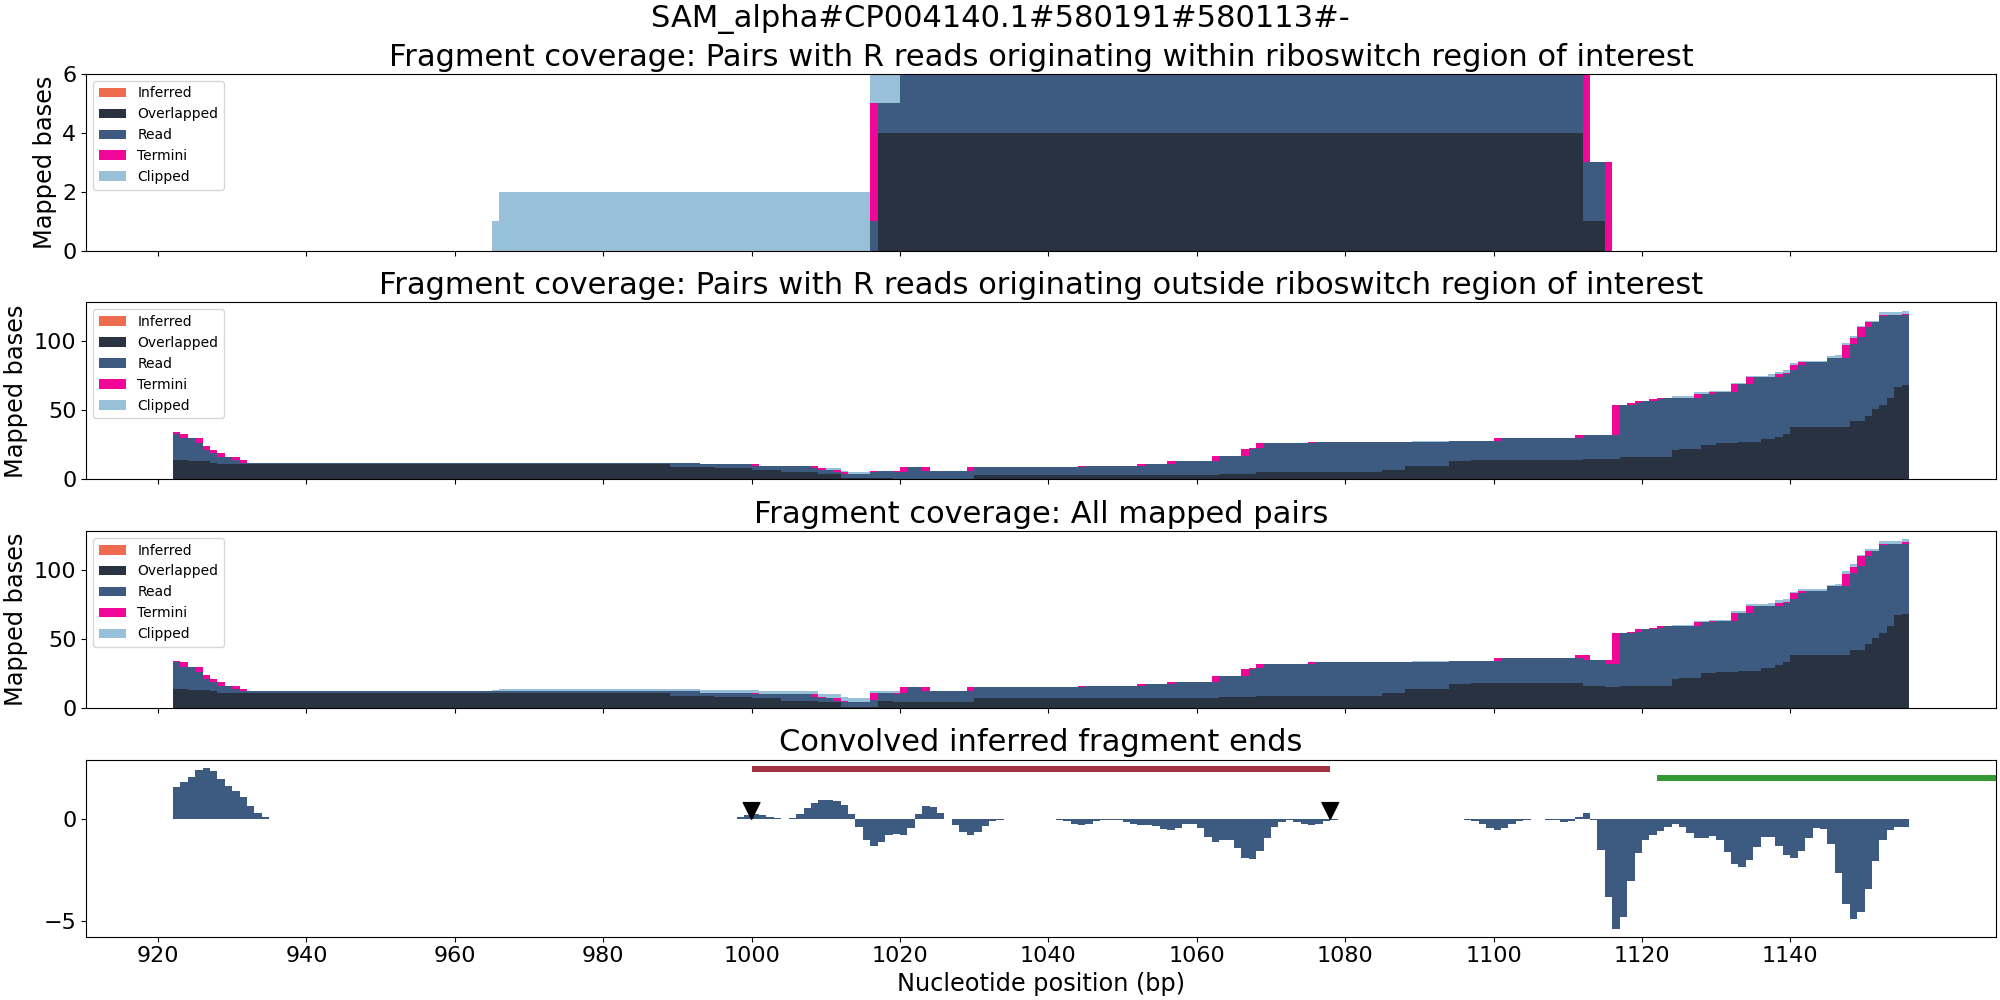 SAM_alpha#CP004140.1#580191#580113#-
Fragment coverage: Pairs with R reads originating within riboswitch region of interest
Mapped bases
6
4
2
0
Inferred
Overlapped
Read
Termini
Clipped
Fragment coverage: Pairs with R reads originating outside riboswitch region of interest
Mapped bases
100
50
0
Inferred
Overlapped
Read
Termini
Clipped
Fragment coverage: All mapped pairs
Mapped bases
100
50
0
Inferred
Overlapped
Read
Termini
Clipped
Convolved inferred fragment ends
0
−5
920 940 960 980 1000 1020 1040 1060 1080 1100 1120 1140
Nucleotide position (bp)